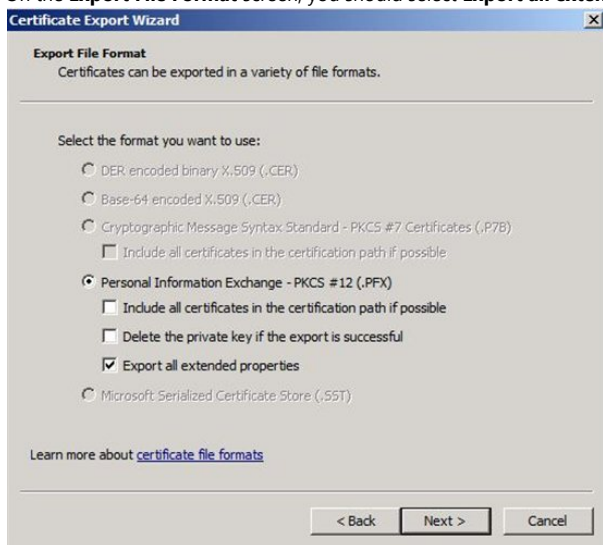 Certificate Export Wizard
Export File Format
Certificates can be exported in a variety of file formats.
Select the format you want to use:
DER encoded binary X.509 (.CER)
Base-64 encoded X.509 (.CER)
Cryptographic Message Syntax Standard - PKCS #7 Certificates (.P7B)
Include all certificates in the certification path if possible
Personal Information Exchange - PKCS #12 (.PFX)
Include all certificates in the certification path if possible
Delete the private key if the export is successful
Export all extended properties
Microsoft Serialized Certificate Store (.SST)
Learn more about certificate file formats
< Back Next > Cancel